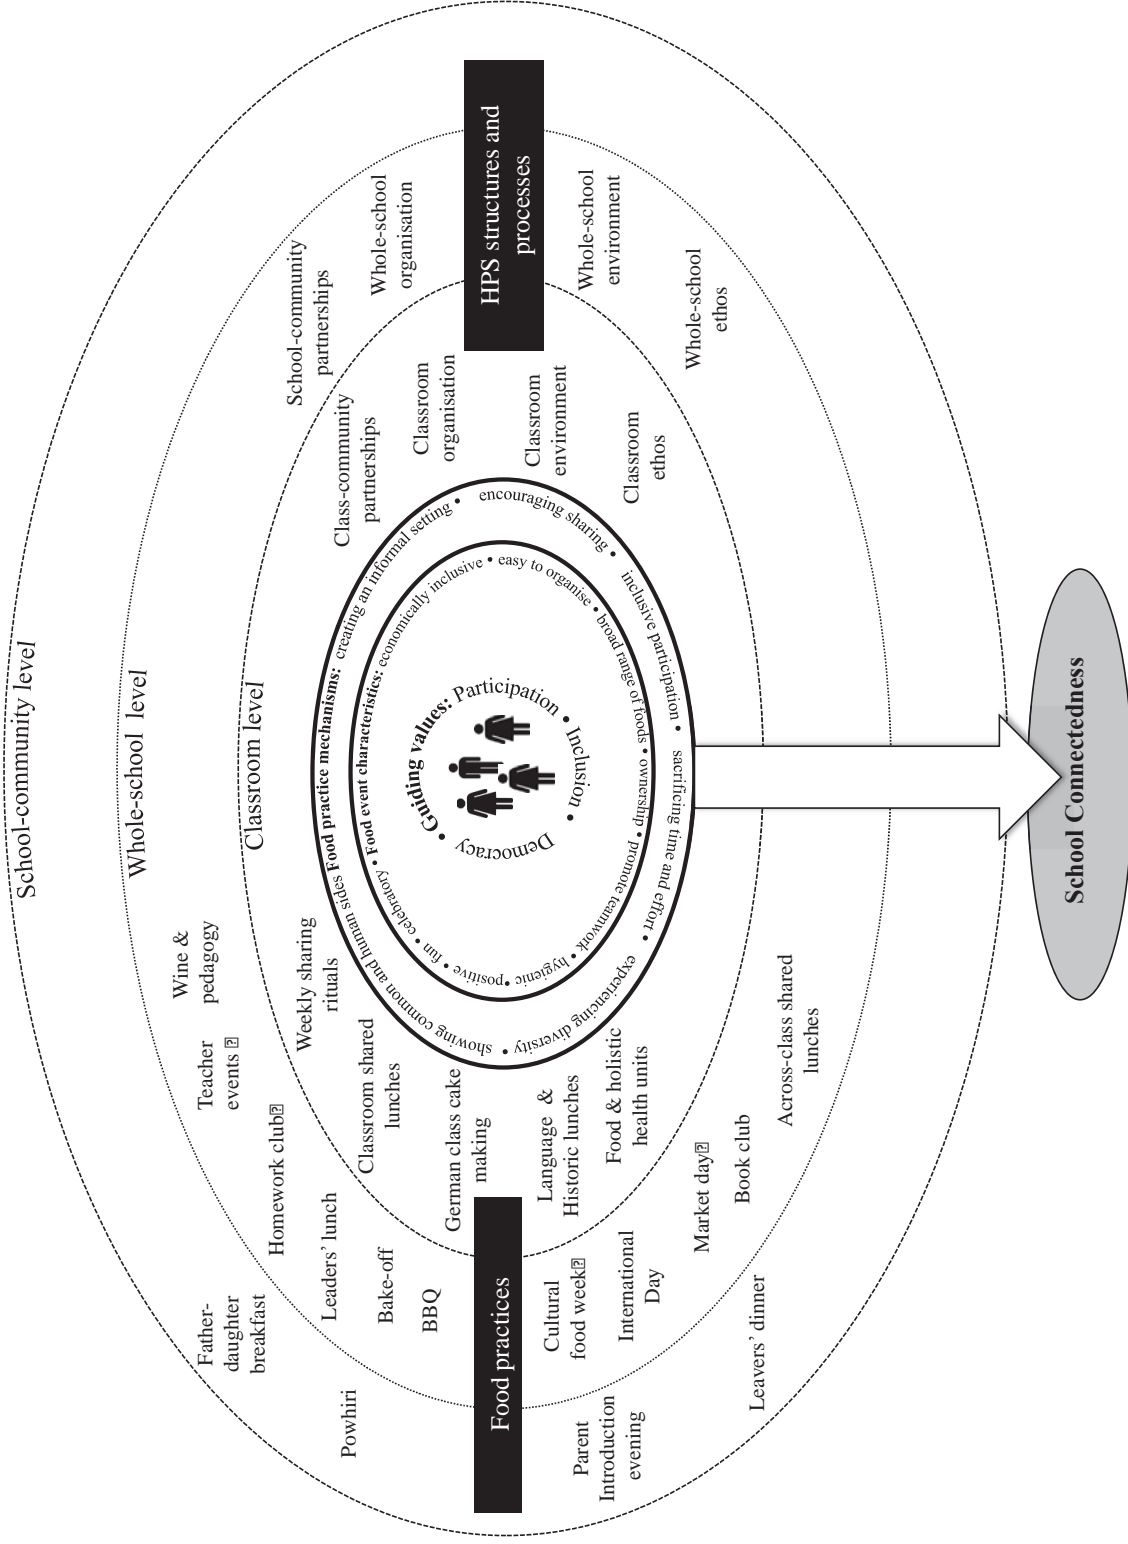 School-community level
Whole-school level
Classroom level
Wine &
pedagogy
Teacher
events
Homework club
Father-
daughter
breakfast
Leaders' lunch
Bake-off
BBQ
Powhiri
Weekly sharing
rituals
Classroom shared
lunches
German class cake
making
Food practices
Language &
Historic lunches
Food & holistic
health units
Cultural
food week
International
Day
Market day
Book club
Across-class shared
lunches
Parent
Introduction
evening
Leavers' dinner
Food practice mechanisms: creating an informal setting • encouraging sharing • inclusive participation • sacrificing time and effort • experiencing diversity • showing common and human sides
• Food event characteristics: economically inclusive • easy to organise • broad range of foods • ownership • promote teamwork • hygienic • positive • fun • celebratory
• Guiding values: Participation • Inclusion • Democracy
School-community
partnerships
Whole-school
organisation
Class-community
partnerships
Classroom
organisation
HPS structures and
processes
Classroom
environment
Classroom
ethos
Whole-school
environment
Whole-school
ethos
School Connectedness